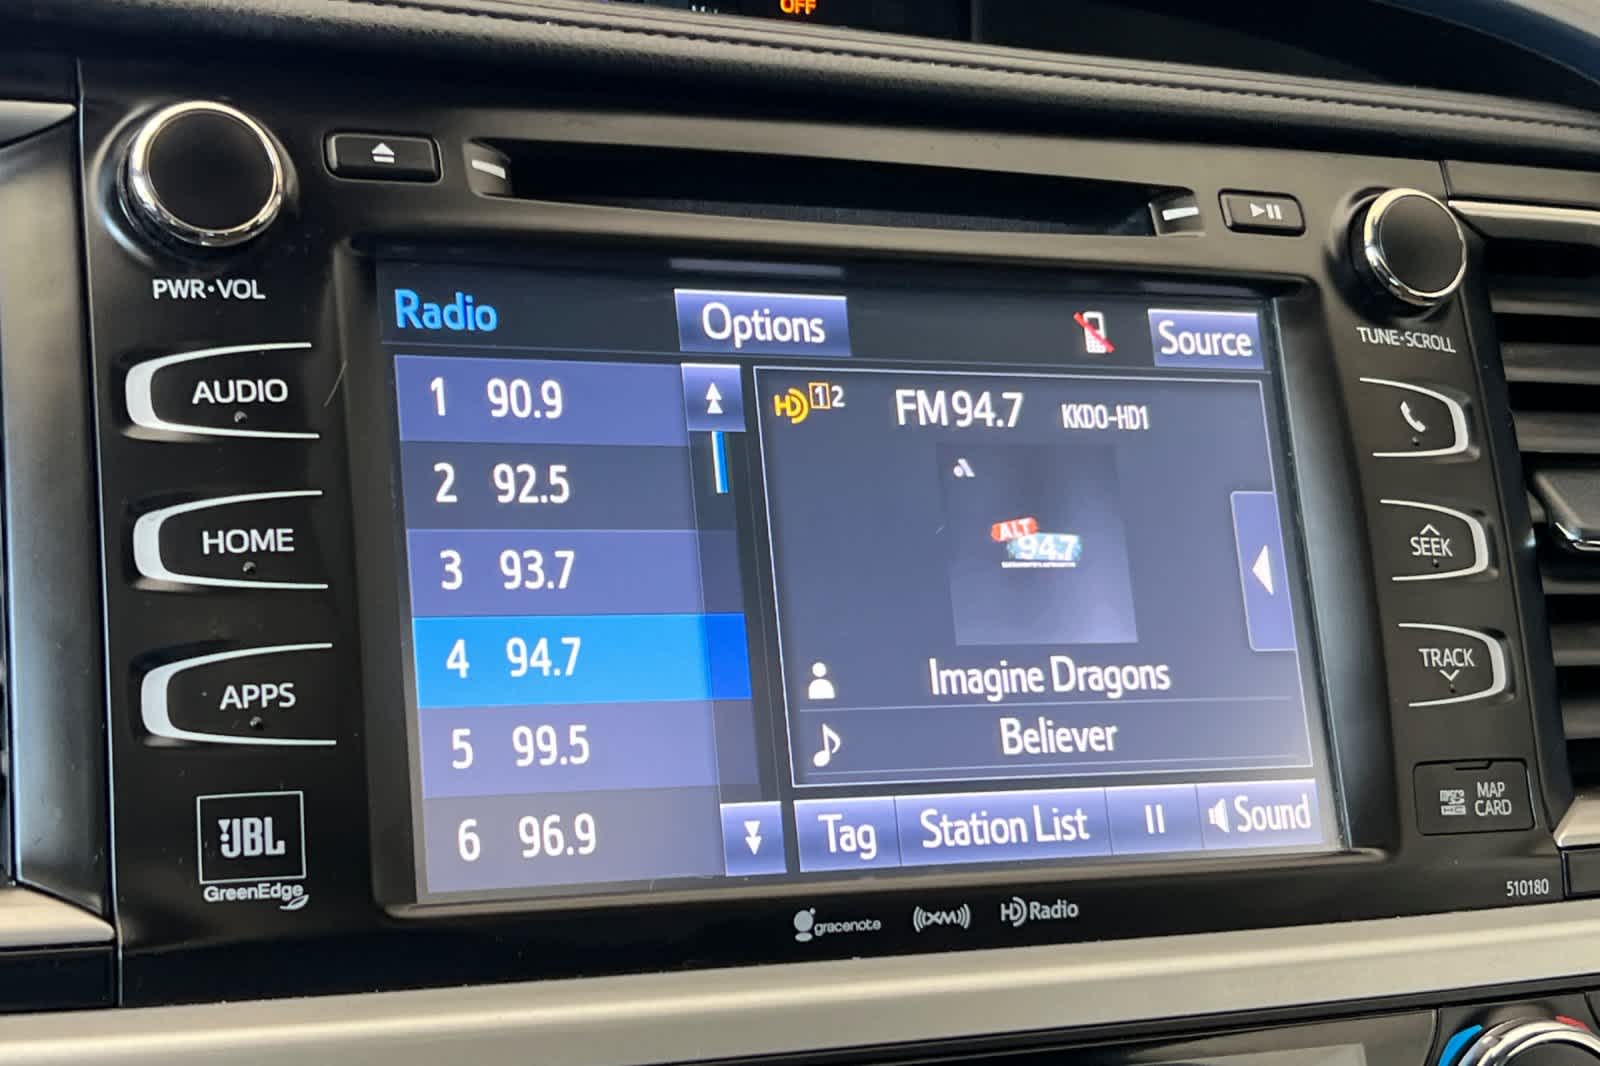 OFF
PWR•VOL
AUDIO
HOME
APPS
JBL
GreenEdge
Radio
Options
Source
1 90.9
2 92.5
3 93.7
4 94.7
5 99.5
6 96.9
HD 1 2
FM 94.7 KKDO-HD1
ALT
94.7
Imagine Dragons
Believer
Tag
Station List
Sound
TUNE•SCROLL
SEEK
TRACK
microSD HC
MAP
CARD
510180
gracenote
((XM))
HD Radio